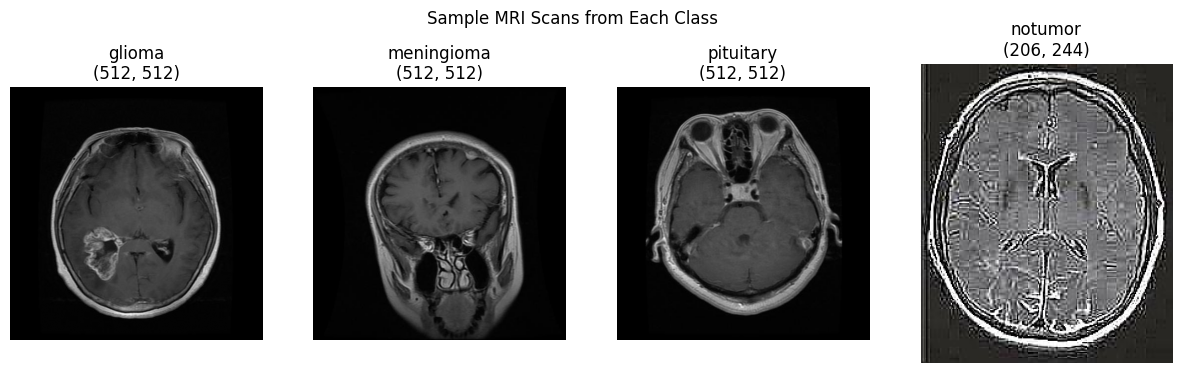 Sample MRI Scans from Each Class
glioma
(512, 512)
meningioma
(512, 512)
pituitary
(512, 512)
notumor
(206, 244)